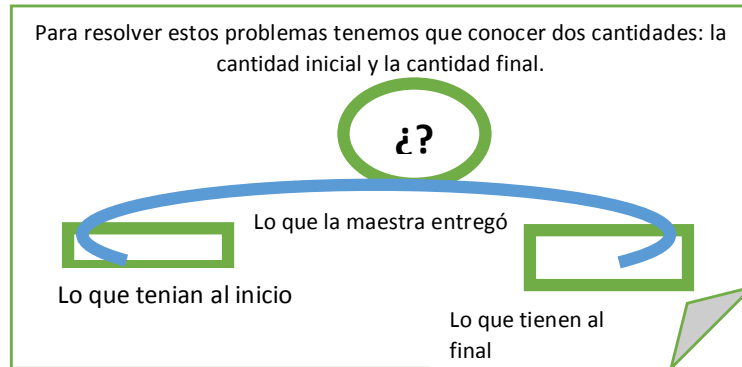 Para resolver estos problemas tenemos que conocer dos cantidades: la
cantidad inicial y la cantidad final.
¿?
Lo que la maestra entregó
Lo que tenian al inicio
Lo que tienen al
final